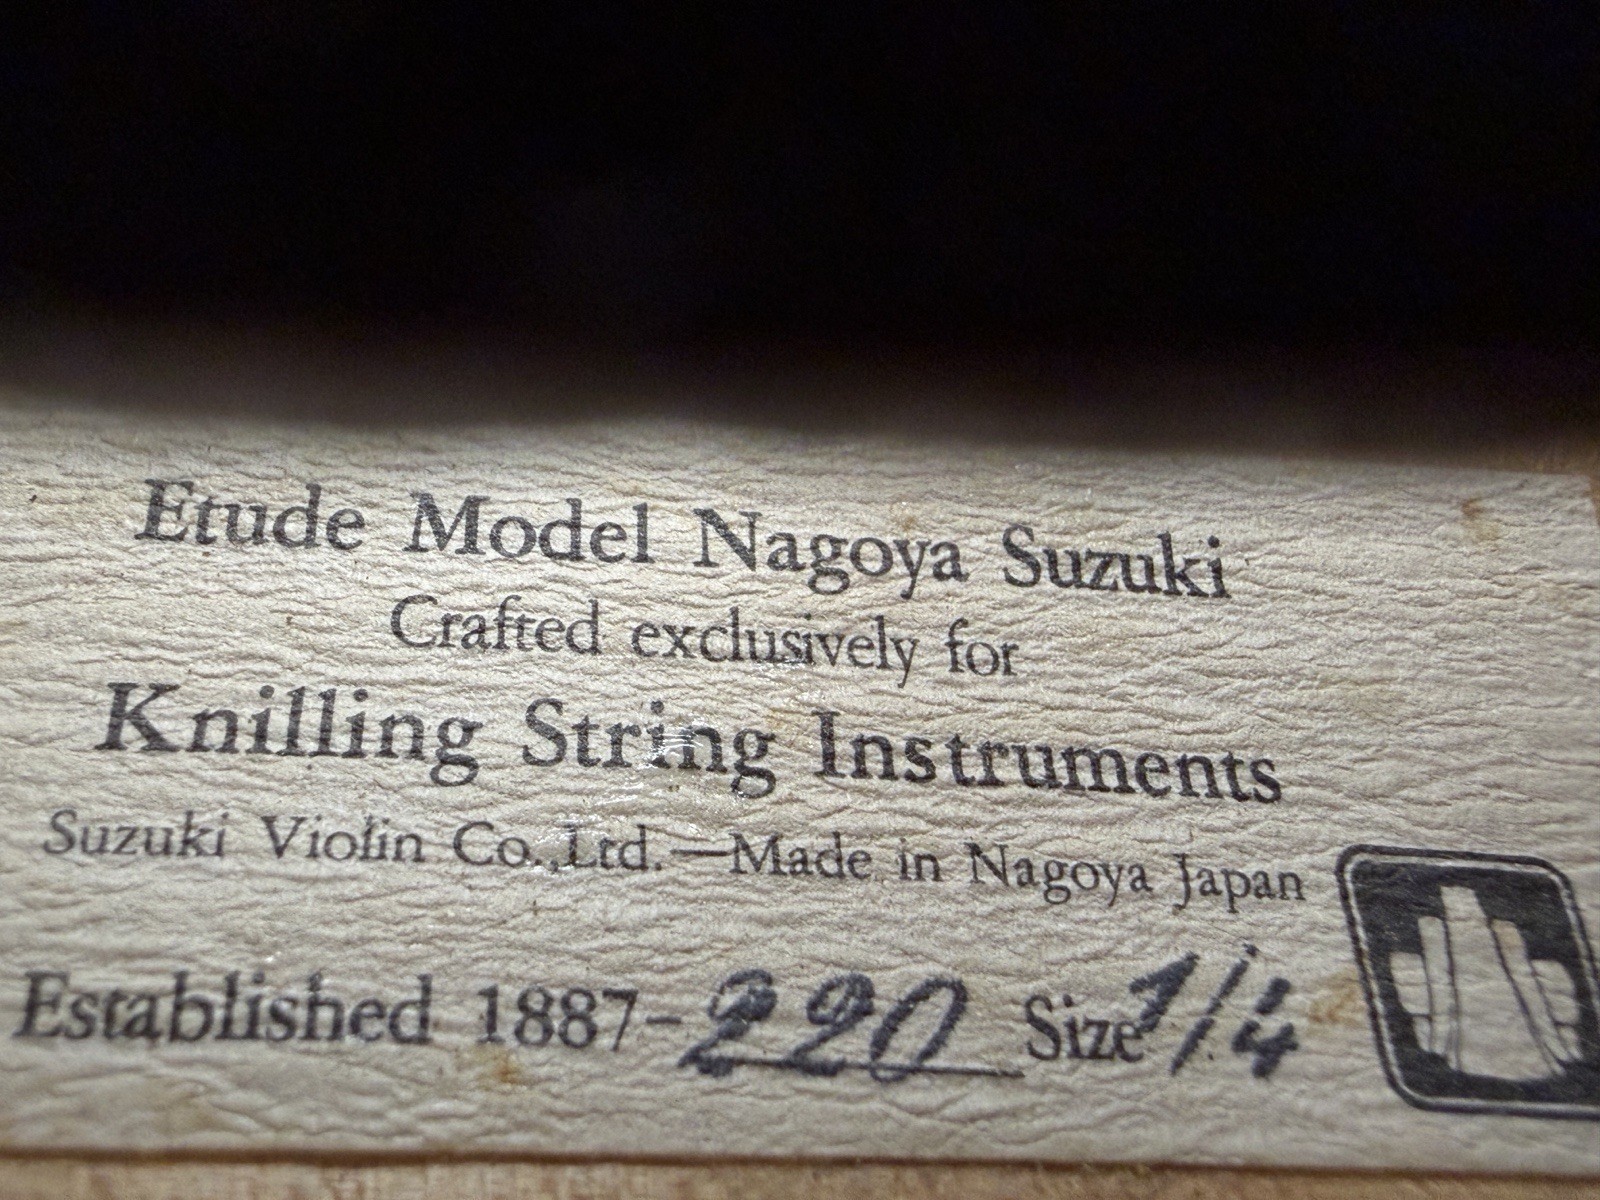 Etude Model Nagoya Suzuki
Crafted exclusively for
Knilling String Instruments
Suzuki Violin Co.,Ltd.—Made in Nagoya Japan
Established 1887-220 Size 1/4